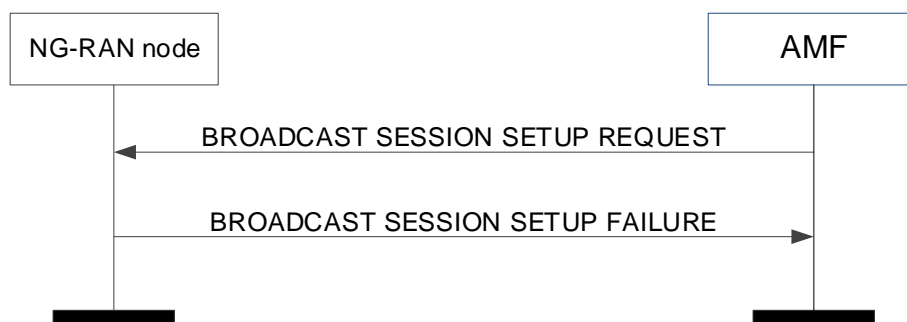 NG-RAN node
AMF
BROADCAST SESSION SETUP REQUEST
BROADCAST SESSION SETUP FAILURE